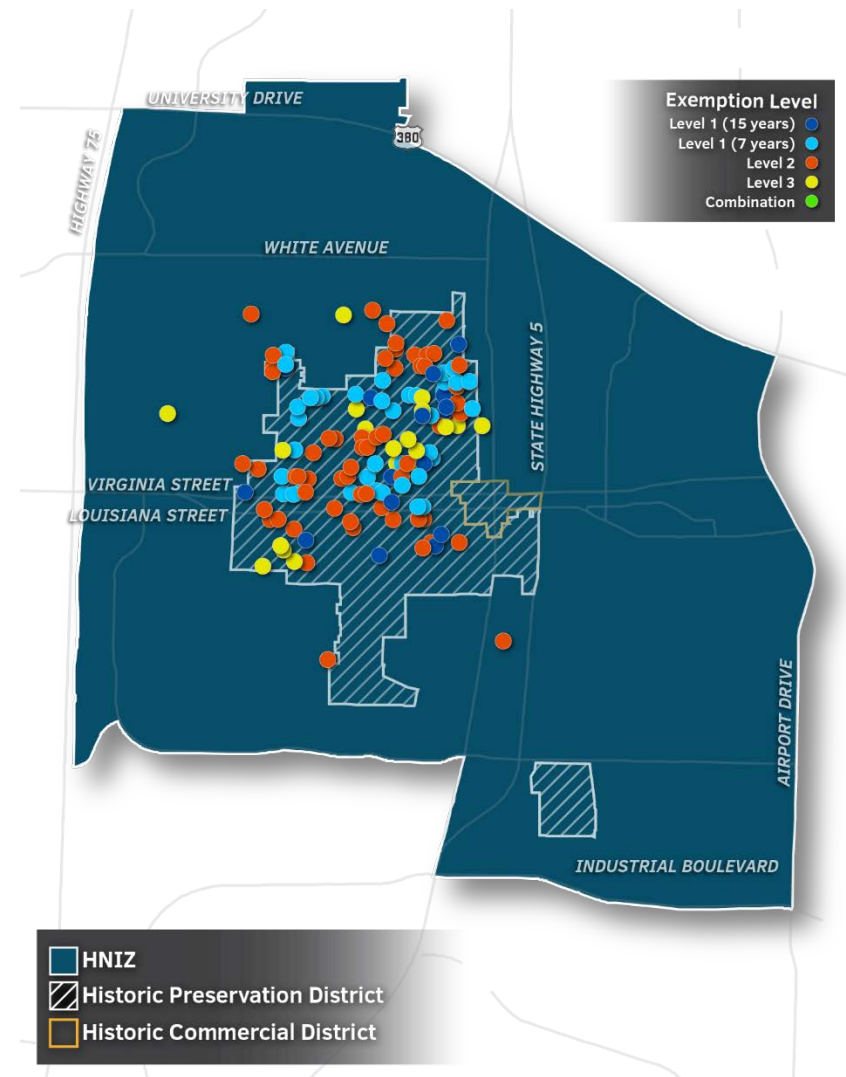 UNIVERSITY DRIVE
HIGHWAY 75
380
Exemption Level
Level 1 (15 years)
Level 1 (7 years)
Level 2
Level 3
Combination
WHITE AVENUE
STATE HIGHWAY 5
VIRGINIA STREET
LOUISIANA STREET
AIRPORT DRIVE
INDUSTRIAL BOULEVARD
HNIZ
Historic Preservation District
Historic Commercial District